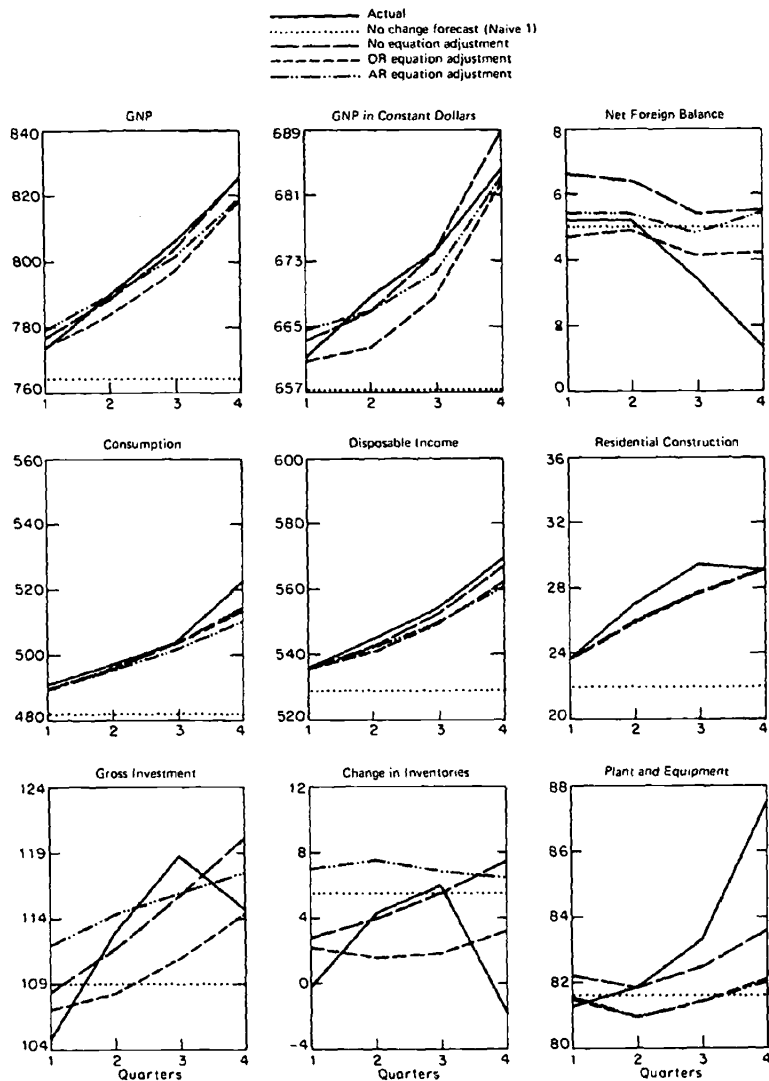 Actual
No change forecast (Naive 1)
No equation adjustment
OR equation adjustment
AR equation adjustment
GNP
840
820
800
780
760
1 2 3 4
GNP in Constant Dollars
689
681
673
665
657
1 2 3 4
Net Foreign Balance
8
6
4
2
0
1 2 3 4
Consumption
560
540
520
500
480
1 2 3 4
Disposable Income
600
580
560
540
520
1 2 3 4
Residential Construction
36
32
28
24
20
1 2 3 4
Gross Investment
124
119
114
109
104
1 2 3 4
Quarters
Change in Inventories
12
8
4
0
-4
1 2 3 4
Quarters
Plant and Equipment
88
86
84
82
80
1 2 3 4
Quarters